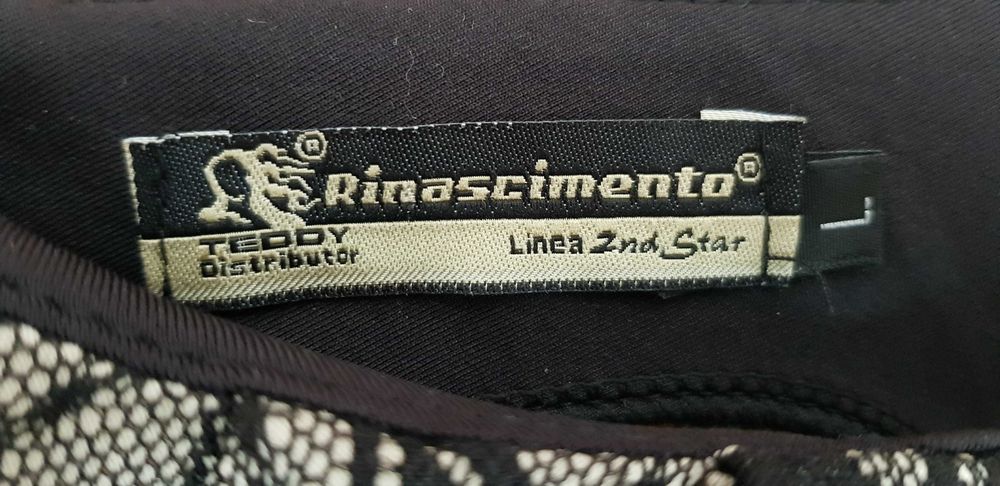 Rinascimento®
TEDDY
Distributor
Linea 2nd Star
L